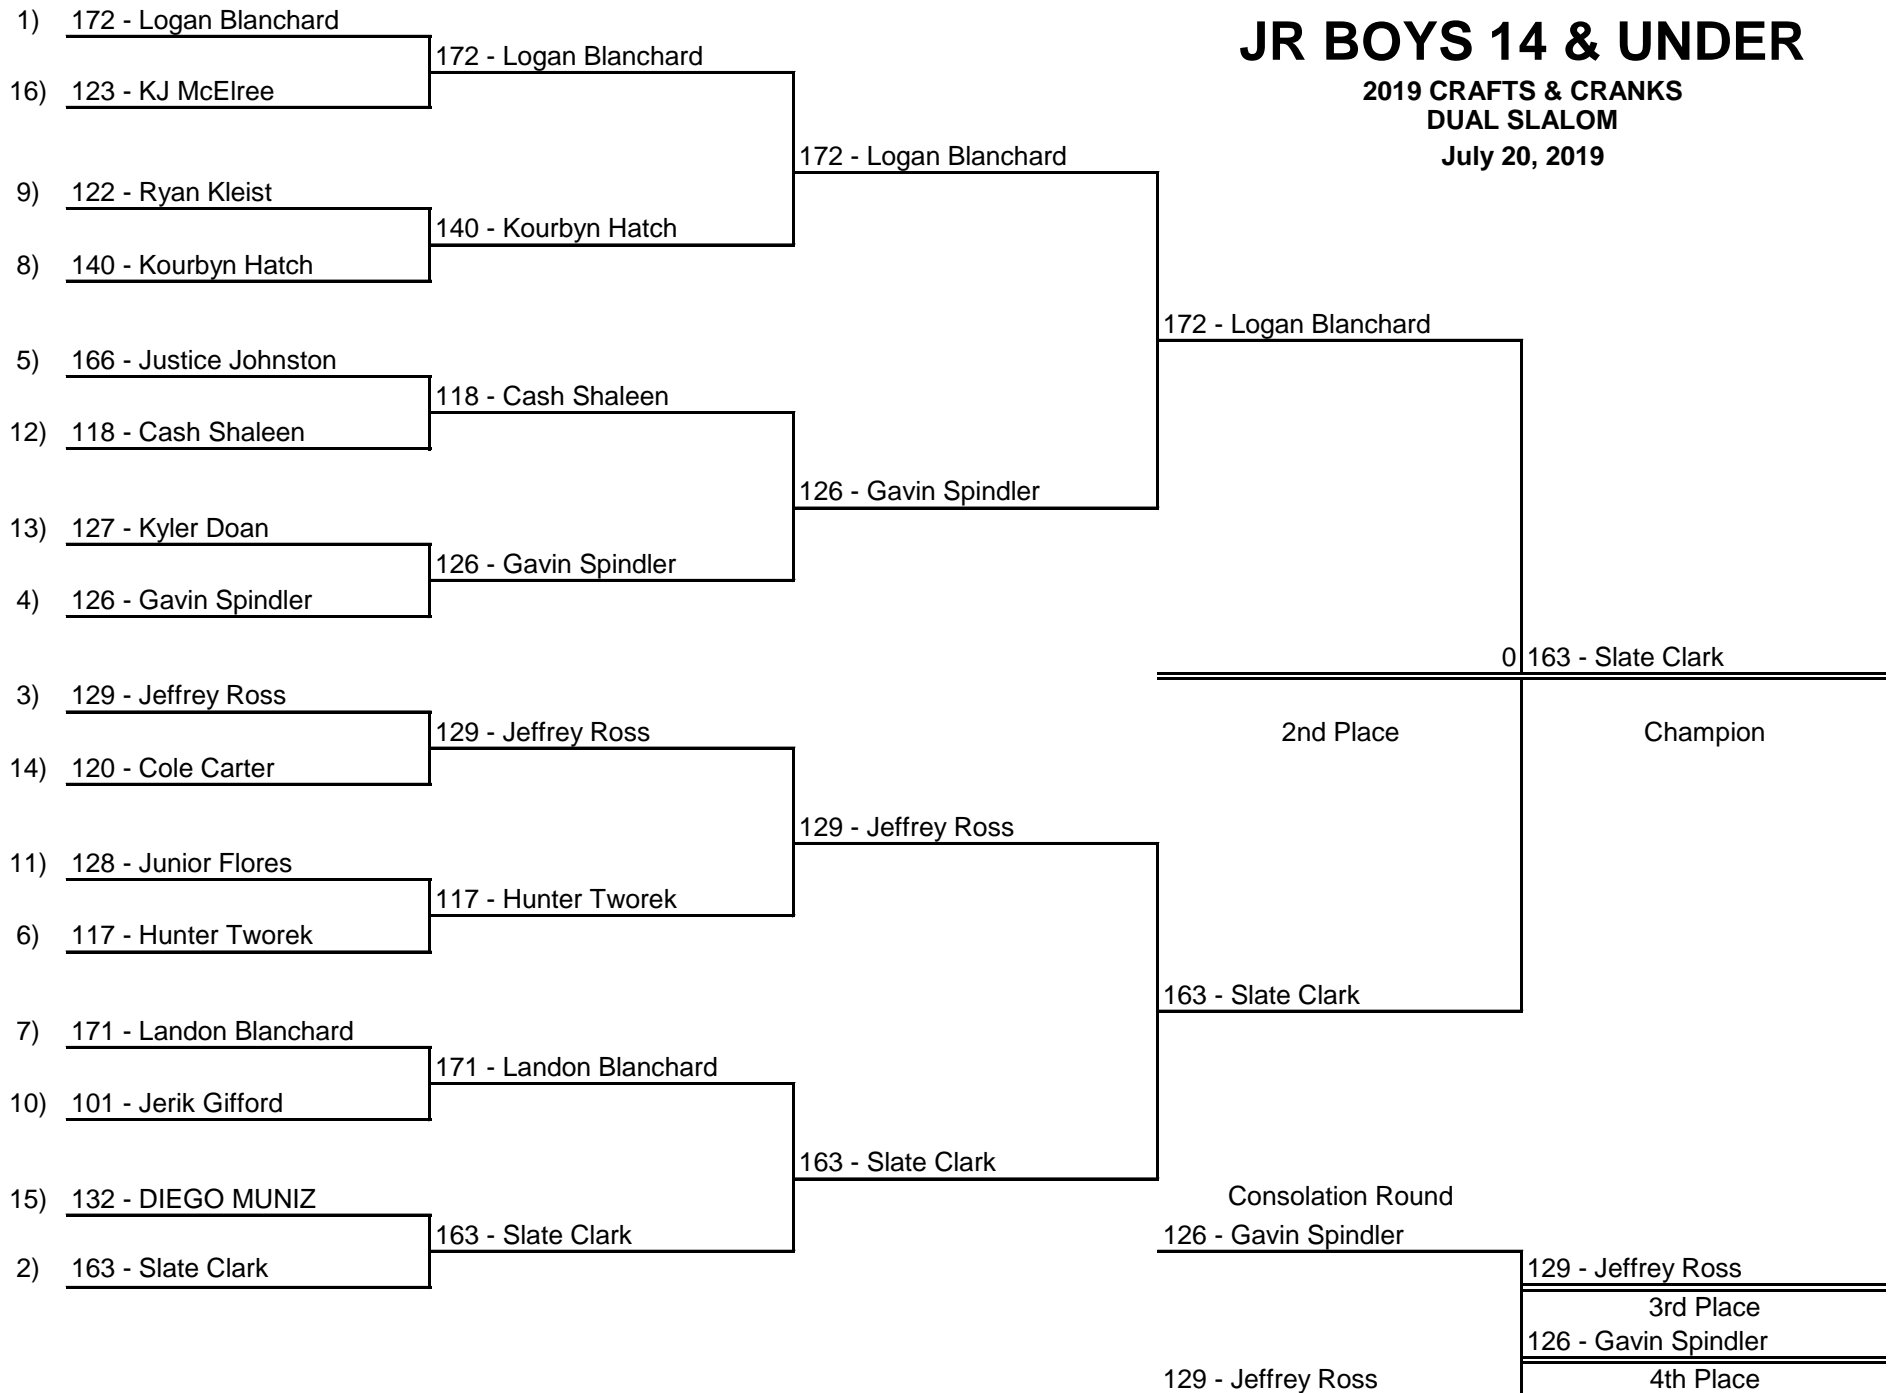 JR BOYS 14 & UNDER
2019 CRAFTS & CRANKS
DUAL SLALOM
July 20, 2019
1) 172 - Logan Blanchard
172 - Logan Blanchard
16) 123 - KJ McElree
172 - Logan Blanchard
9) 122 - Ryan Kleist
140 - Kourbyn Hatch
8) 140 - Kourbyn Hatch
172 - Logan Blanchard
5) 166 - Justice Johnston
118 - Cash Shaleen
12) 118 - Cash Shaleen
126 - Gavin Spindler
13) 127 - Kyler Doan
126 - Gavin Spindler
4) 126 - Gavin Spindler
0 163 - Slate Clark
3) 129 - Jeffrey Ross
129 - Jeffrey Ross
2nd Place Champion
14) 120 - Cole Carter
129 - Jeffrey Ross
11) 128 - Junior Flores
117 - Hunter Tworek
6) 117 - Hunter Tworek
163 - Slate Clark
7) 171 - Landon Blanchard
171 - Landon Blanchard
10) 101 - Jerik Gifford
163 - Slate Clark
15) 132 - DIEGO MUNIZ
163 - Slate Clark
2) 163 - Slate Clark
Consolation Round
126 - Gavin Spindler
129 - Jeffrey Ross
3rd Place
126 - Gavin Spindler
129 - Jeffrey Ross
4th Place